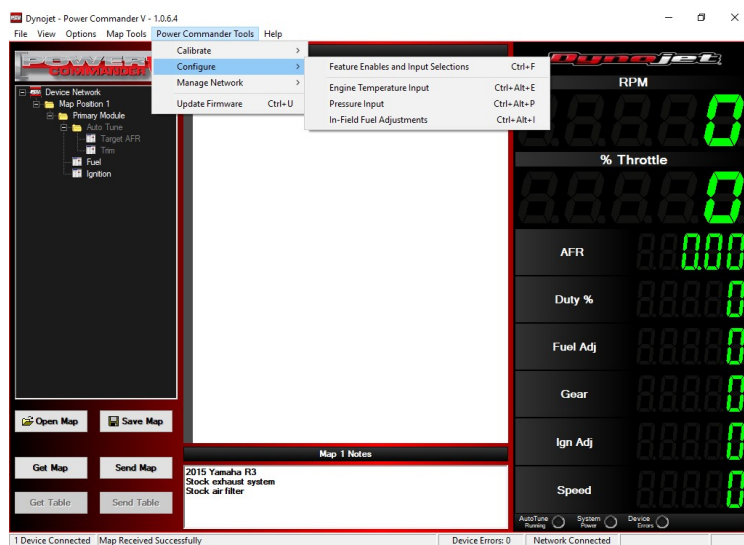 Dynojet - Power Commander V - 1.0.6.4
File View Options Map Tools Power Commander Tools Help
Calibrate
Configure
Manage Network
Update Firmware Ctrl+U
Feature Enables and Input Selections Ctrl+F
Engine Temperature Input Ctrl+Alt+E
Pressure Input Ctrl+Alt+P
In-Field Fuel Adjustments Ctrl+Alt+I
POWER
COMMANDER
Device Network
Map Position 1
Primary Module
Auto Tune
Target AFR
Trim
Fuel
Ignition
Open Map Save Map
Get Map Send Map
Get Table Send Table
Map 1 Notes
2015 Yamaha R3
Stock exhaust system
Stock air filter
Dynojet
RPM
0
% Throttle
0
AFR 0.00
Duty % 0
Fuel Adj 0
Gear 0
Ign Adj 0
Speed 0
AutoTune Running System Power Device Errors
1 Device Connected Map Received Successfully Device Errors: 0 Network Connected